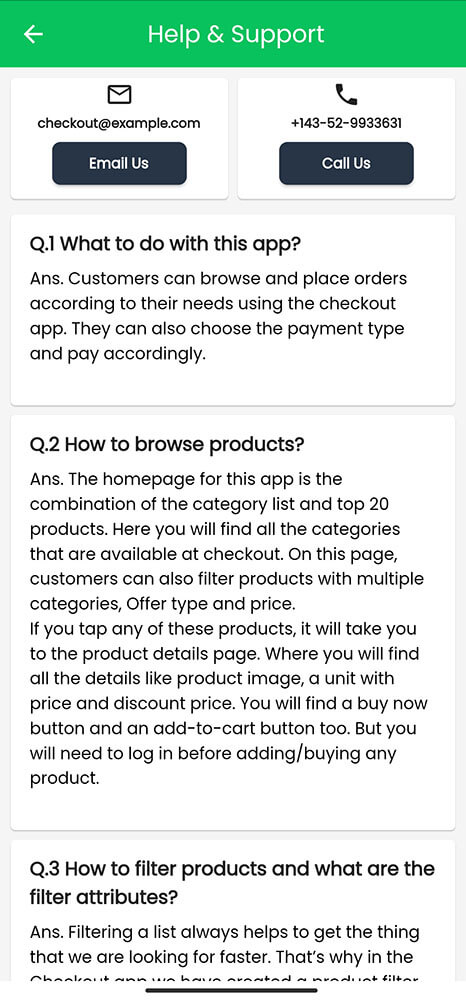 Help & Support
checkout@example.com
Email Us
+143-52-9933631
Call Us
Q.1 What to do with this app?
Ans. Customers can browse and place orders
according to their needs using the checkout
app. They can also choose the payment type
and pay accordingly.
Q.2 How to browse products?
Ans. The homepage for this app is the
combination of the category list and top 20
products. Here you will find all the categories
that are available at checkout. On this page,
customers can also filter products with multiple
categories, Offer type and price.
If you tap any of these products, it will take you
to the product details page. Where you will find
all the details like product image, a unit with
price and discount price. You will find a buy now
button and an add-to-cart button too. But you
will need to log in before adding/buying any
product.
Q.3 How to filter products and what are the
filter attributes?
Ans. Filtering a list always helps to get the thing
that we are looking for faster. That's why in the
Checkout app we have created a product filter